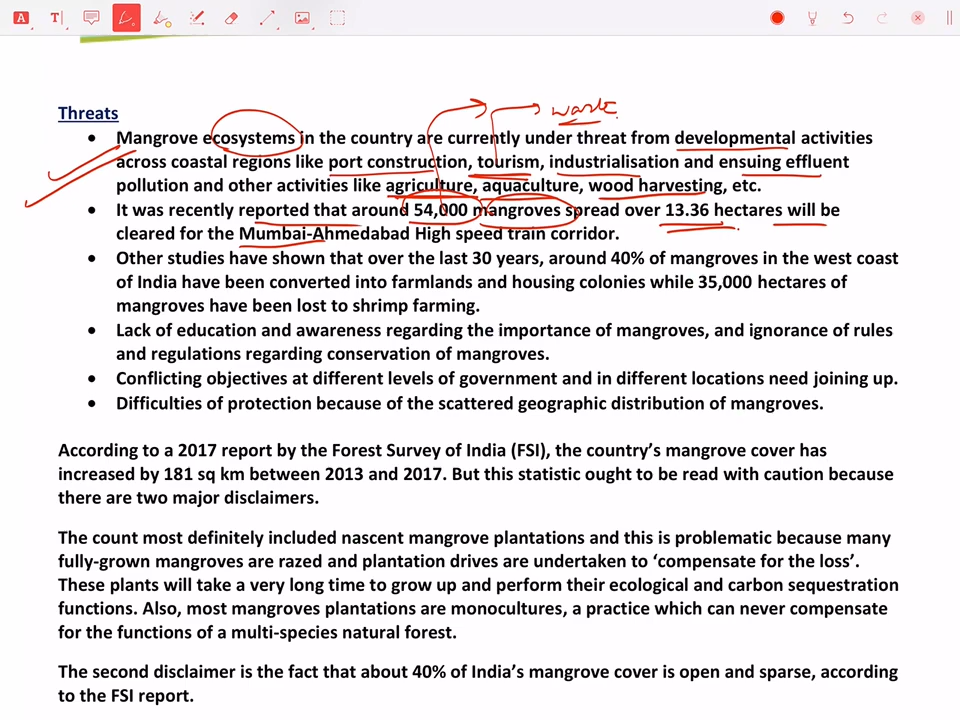 Threats
waste
• Mangrove ecosystems in the country are currently under threat from developmental activities
across coastal regions like port construction, tourism, industrialisation and ensuing effluent
pollution and other activities like agriculture, aquaculture, wood harvesting, etc.
• It was recently reported that around 54,000 mangroves spread over 13.36 hectares will be
cleared for the Mumbai-Ahmedabad High speed train corridor.
• Other studies have shown that over the last 30 years, around 40% of mangroves in the west coast
of India have been converted into farmlands and housing colonies while 35,000 hectares of
mangroves have been lost to shrimp farming.
• Lack of education and awareness regarding the importance of mangroves, and ignorance of rules
and regulations regarding conservation of mangroves.
• Conflicting objectives at different levels of government and in different locations need joining up.
• Difficulties of protection because of the scattered geographic distribution of mangroves.
According to a 2017 report by the Forest Survey of India (FSI), the country’s mangrove cover has
increased by 181 sq km between 2013 and 2017. But this statistic ought to be read with caution because
there are two major disclaimers.
The count most definitely included nascent mangrove plantations and this is problematic because many
fully-grown mangroves are razed and plantation drives are undertaken to ‘compensate for the loss’.
These plants will take a very long time to grow up and perform their ecological and carbon sequestration
functions. Also, most mangroves plantations are monocultures, a practice which can never compensate
for the functions of a multi-species natural forest.
The second disclaimer is the fact that about 40% of India’s mangrove cover is open and sparse, according
to the FSI report.